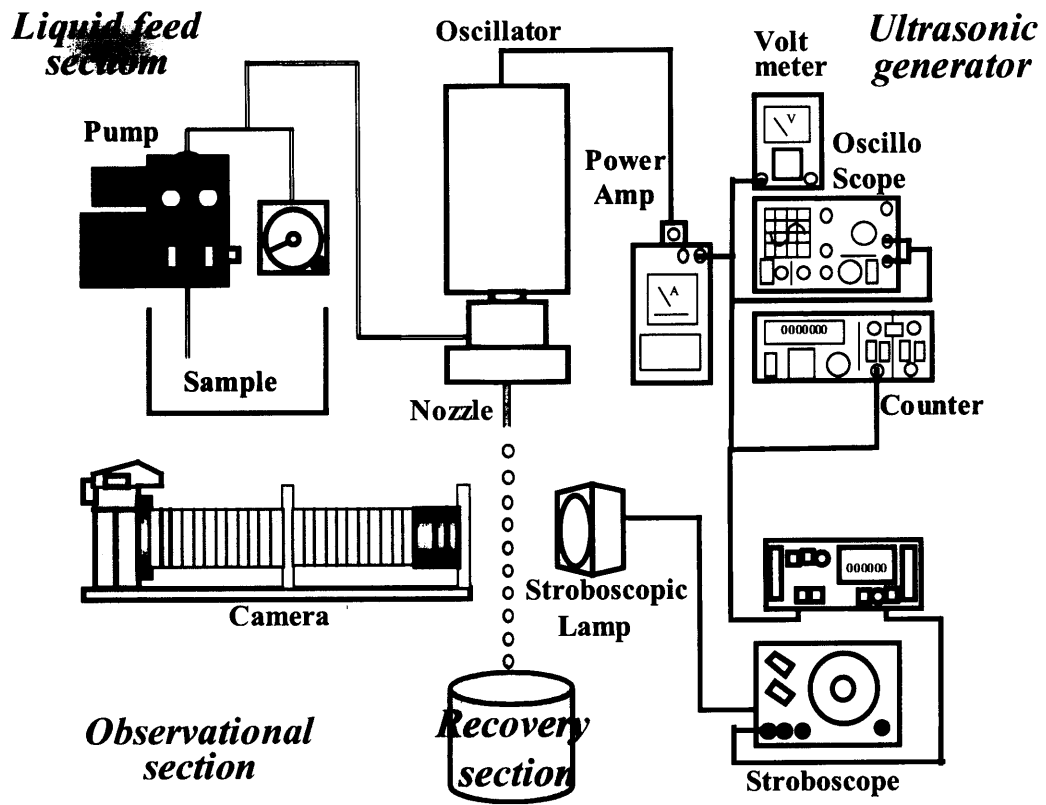 Liquid feed
sectiom
Oscillator
Volt
meter
Ultrasonic
generator
Pump
Power
Amp
V
Oscillo
Scope
A
0000000
Sample
Nozzle
Counter
000000
Stroboscopic
Lamp
Camera
Observational
section
Recovery
section
Stroboscope